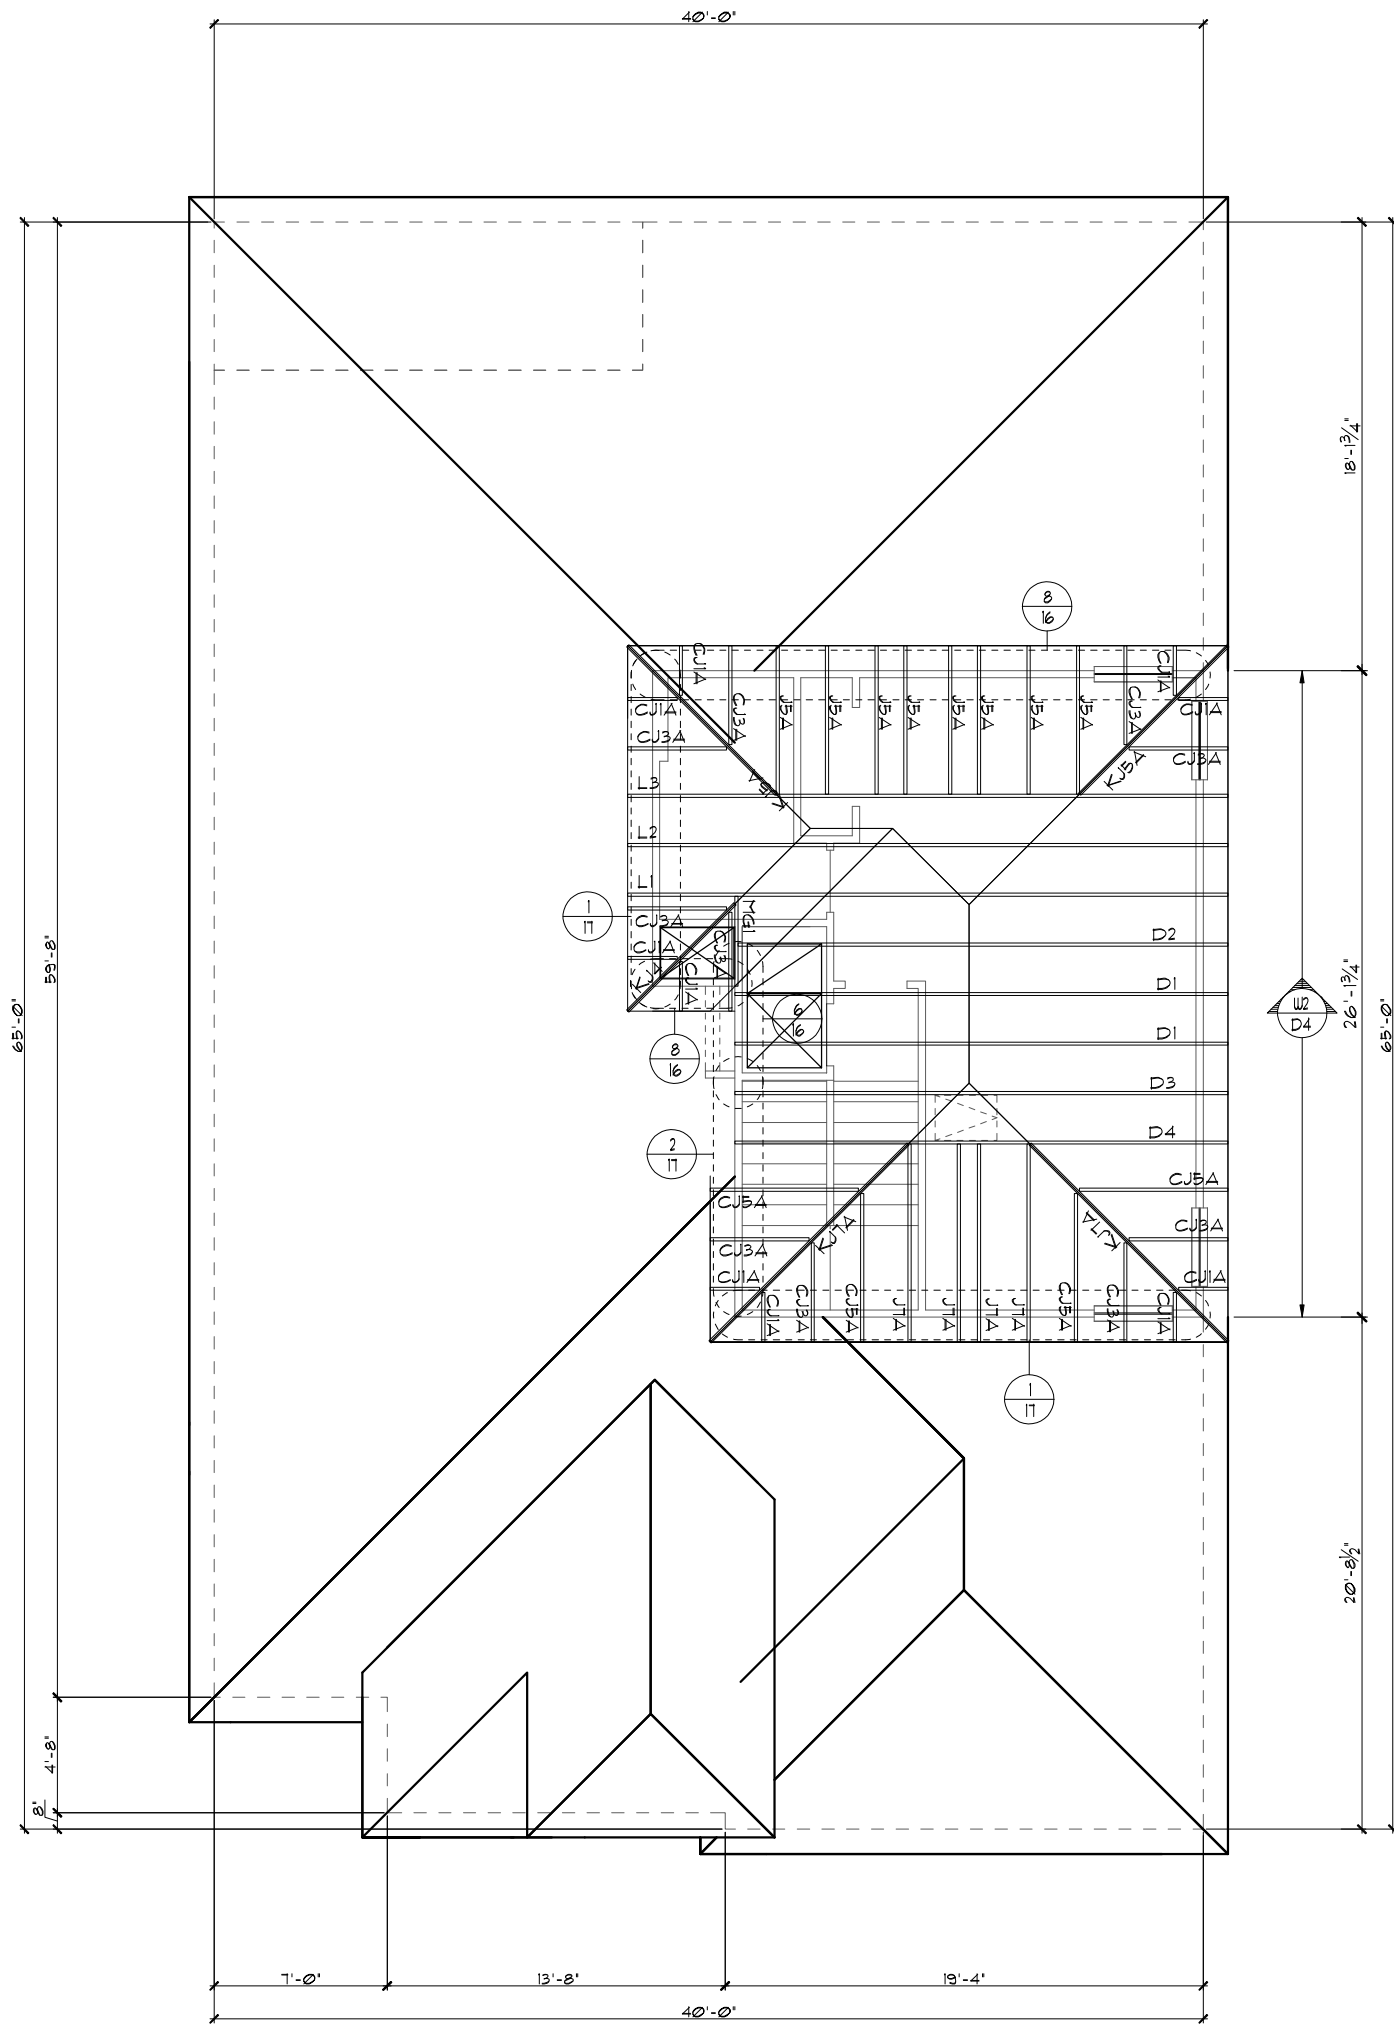 40'-0"
8
16
CJ1A
CJ1A
CJ3A
J5A
J5A
J5A
J5A
J5A
J5A
J5A
J5A
CJ3A
CJ1A
CJ1A
CJ3A
CJ3A
KJ5A
KJ5A
18'-1 3/4"
L3
L2
L1
1
17
CJ3A
CJ1A
MG1
CJ3A
CJ1A
D2
D1
6
16
D1
8
16
D3
2
17
D4
W2
D4
26'-1 3/4"
59'-8"
65'-0"
65'-0"
CJ5A
CJ5A
CJ3A
KJ7A
KJ7A
CJ3A
CJ1A
CJ1A
CJ1A
CJ3A
CJ5A
J7A
J7A
J7A
J7A
CJ5A
CJ3A
CJ1A
1
17
20'-8 1/2"
4'-8"
8"
7'-0"
13'-8"
19'-4"
40'-0"